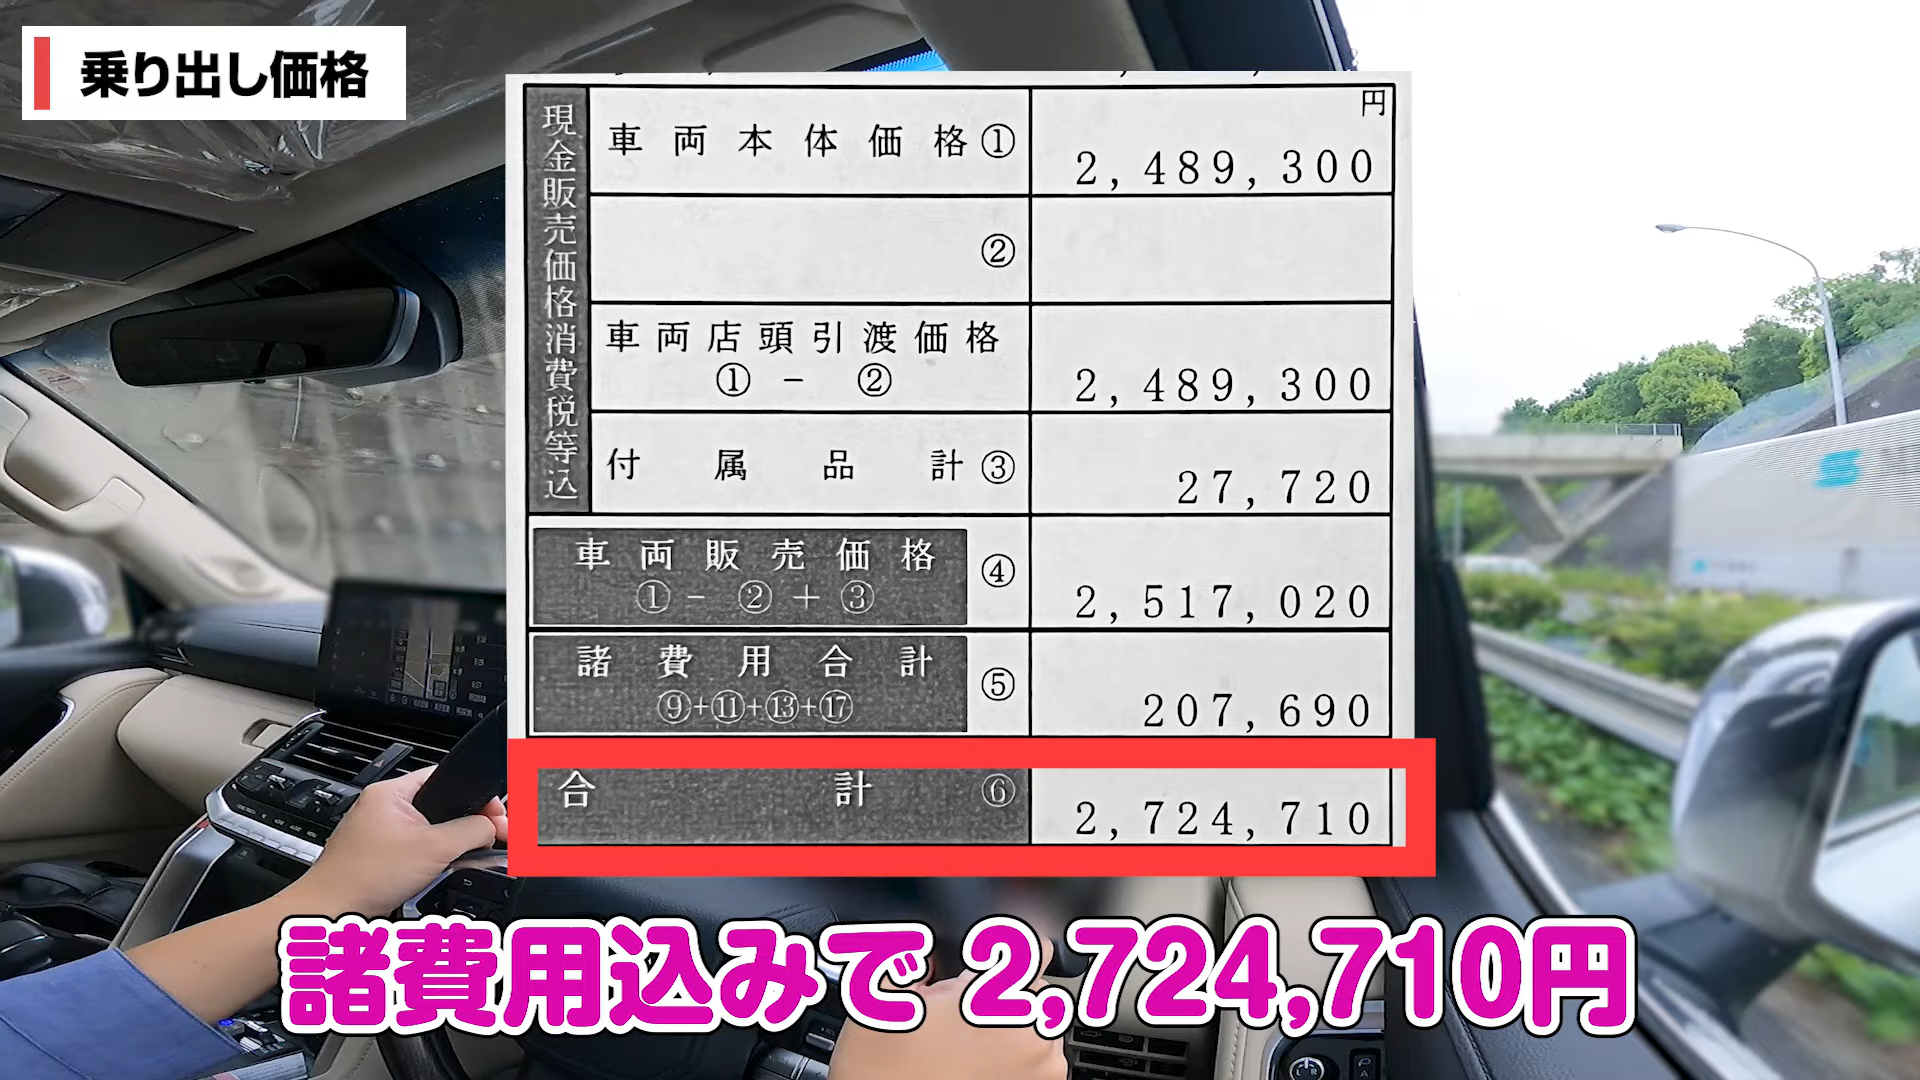 乗り出し価格
現金販売価格消費税等込
円
車両本体価格① 2,489,300
②
車両店頭引渡価格
①-② 2,489,300
付属品計③ 27,720
車両販売価格
①-②+③ ④ 2,517,020
諸費用合計
⑨+⑪+⑬+⑰ ⑤ 207,690
合計⑥ 2,724,710
諸費用込みで 2,724,710円